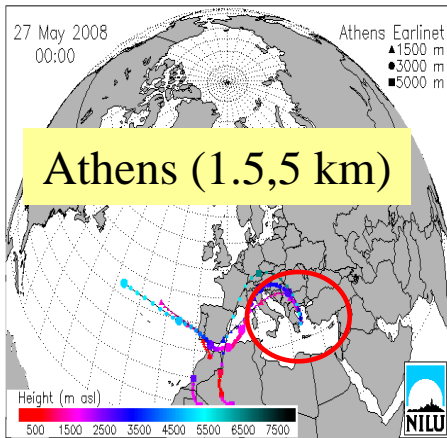 27 May 2008
00:00
Athens Earlinet
▲ 1500 m
● 3000 m
■ 5000 m
Athens (1.5,5 km)
Height (m asl)
500 1500 2500 3500 4500 5500 6500 7500
NILU